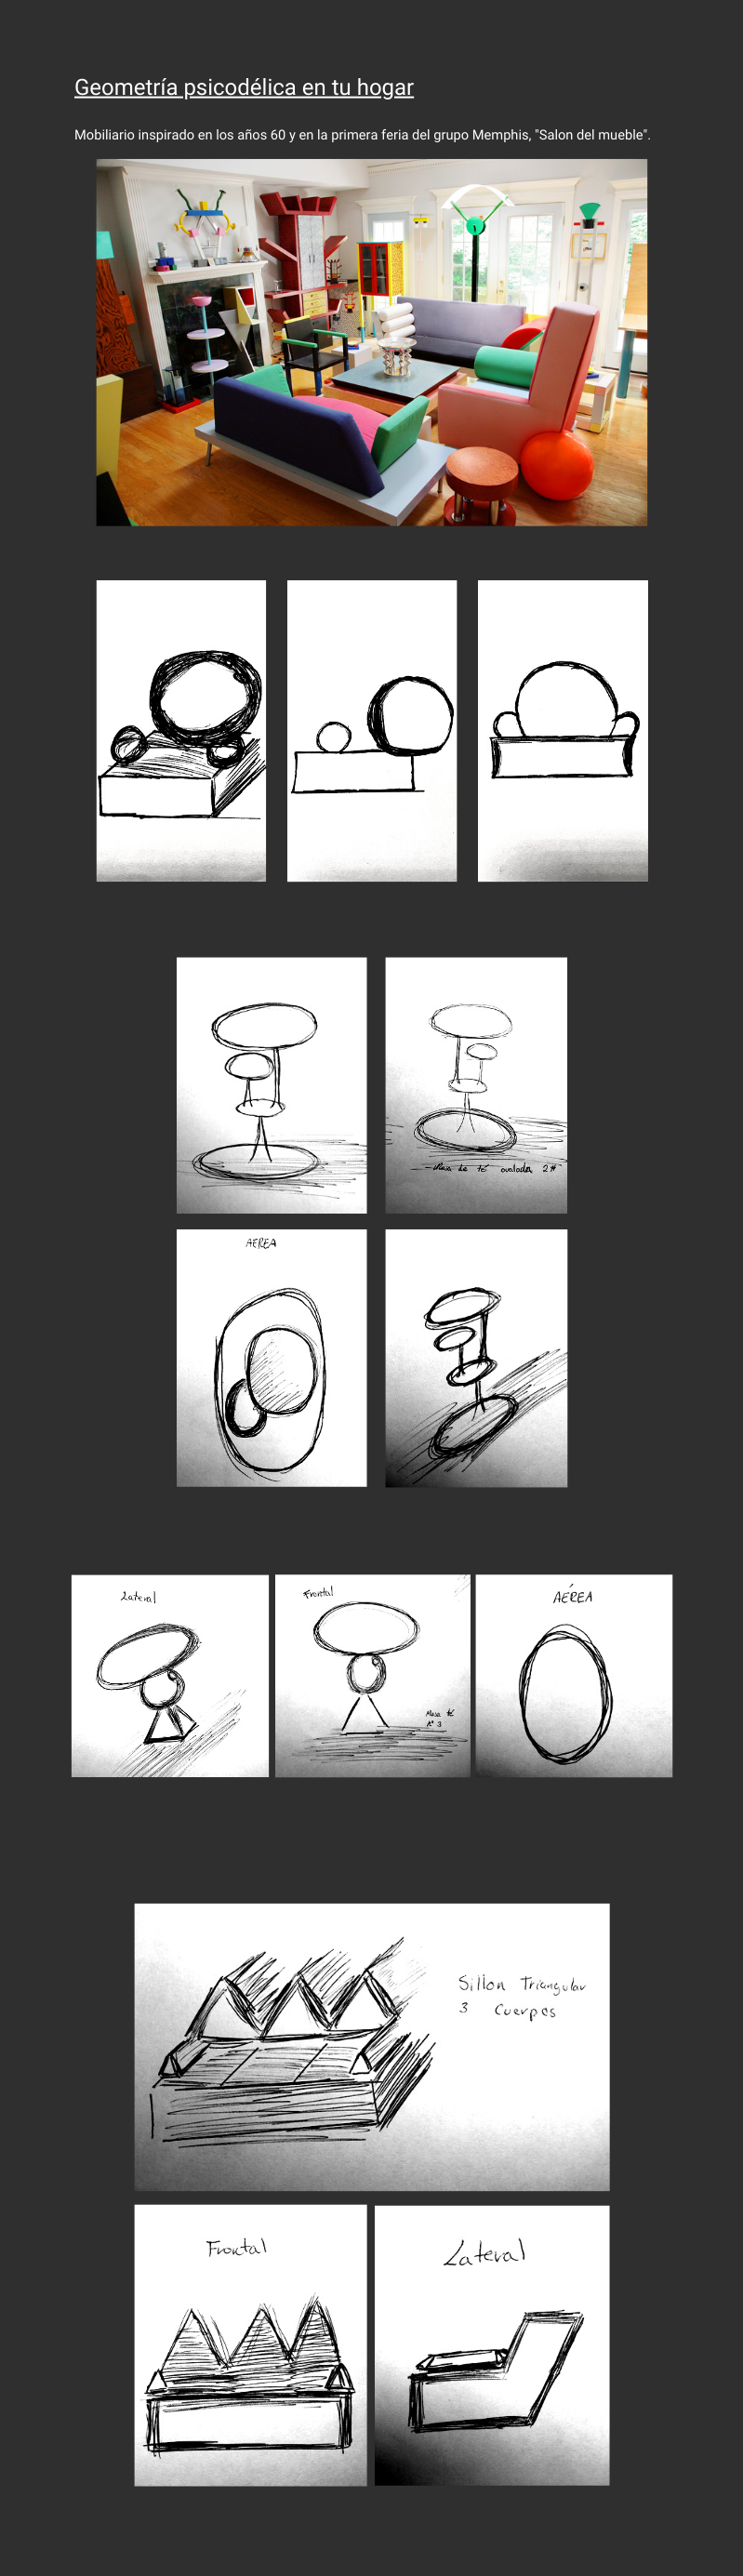 Geometría psicodélica en tu hogar
Mobiliario inspirado en los años 60 y en la primera feria del grupo Memphis, "Salon del mueble".
Mesa de té ovalada 2#
AEREA
Lateral
Frontal
Mesa té
N° 3
AÉREA
Sillon Triangular
3 Cuerpos
Frontal
Lateral